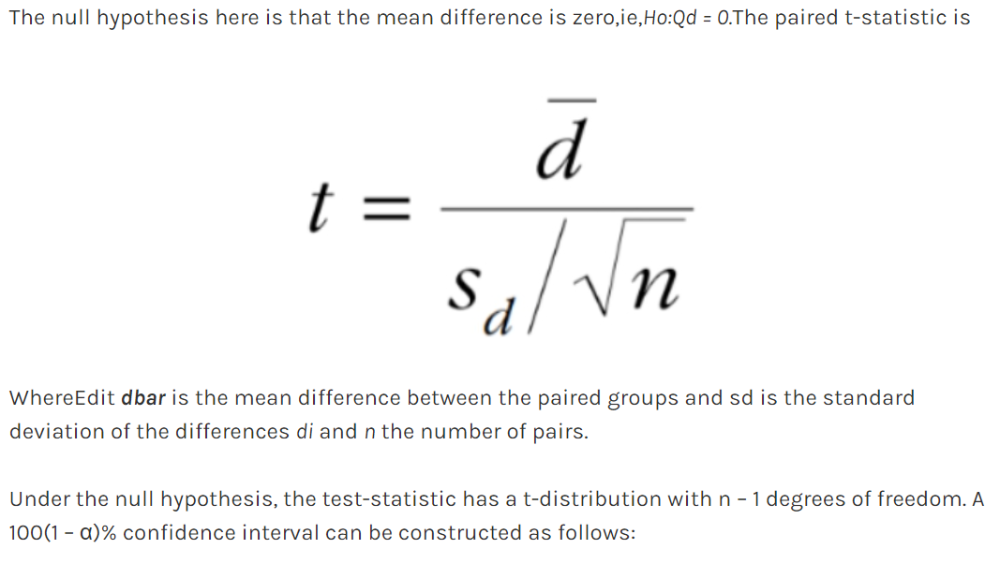 The null hypothesis here is that the mean difference is zero,ie,Ho:Qd = 0.The paired t-statistic is
t = d̅ / (s_d/√n)
WhereEdit dbar is the mean difference between the paired groups and sd is the standard
deviation of the differences di and n the number of pairs.
Under the null hypothesis, the test-statistic has a t-distribution with n – 1 degrees of freedom. A
100(1 – α)% confidence interval can be constructed as follows: